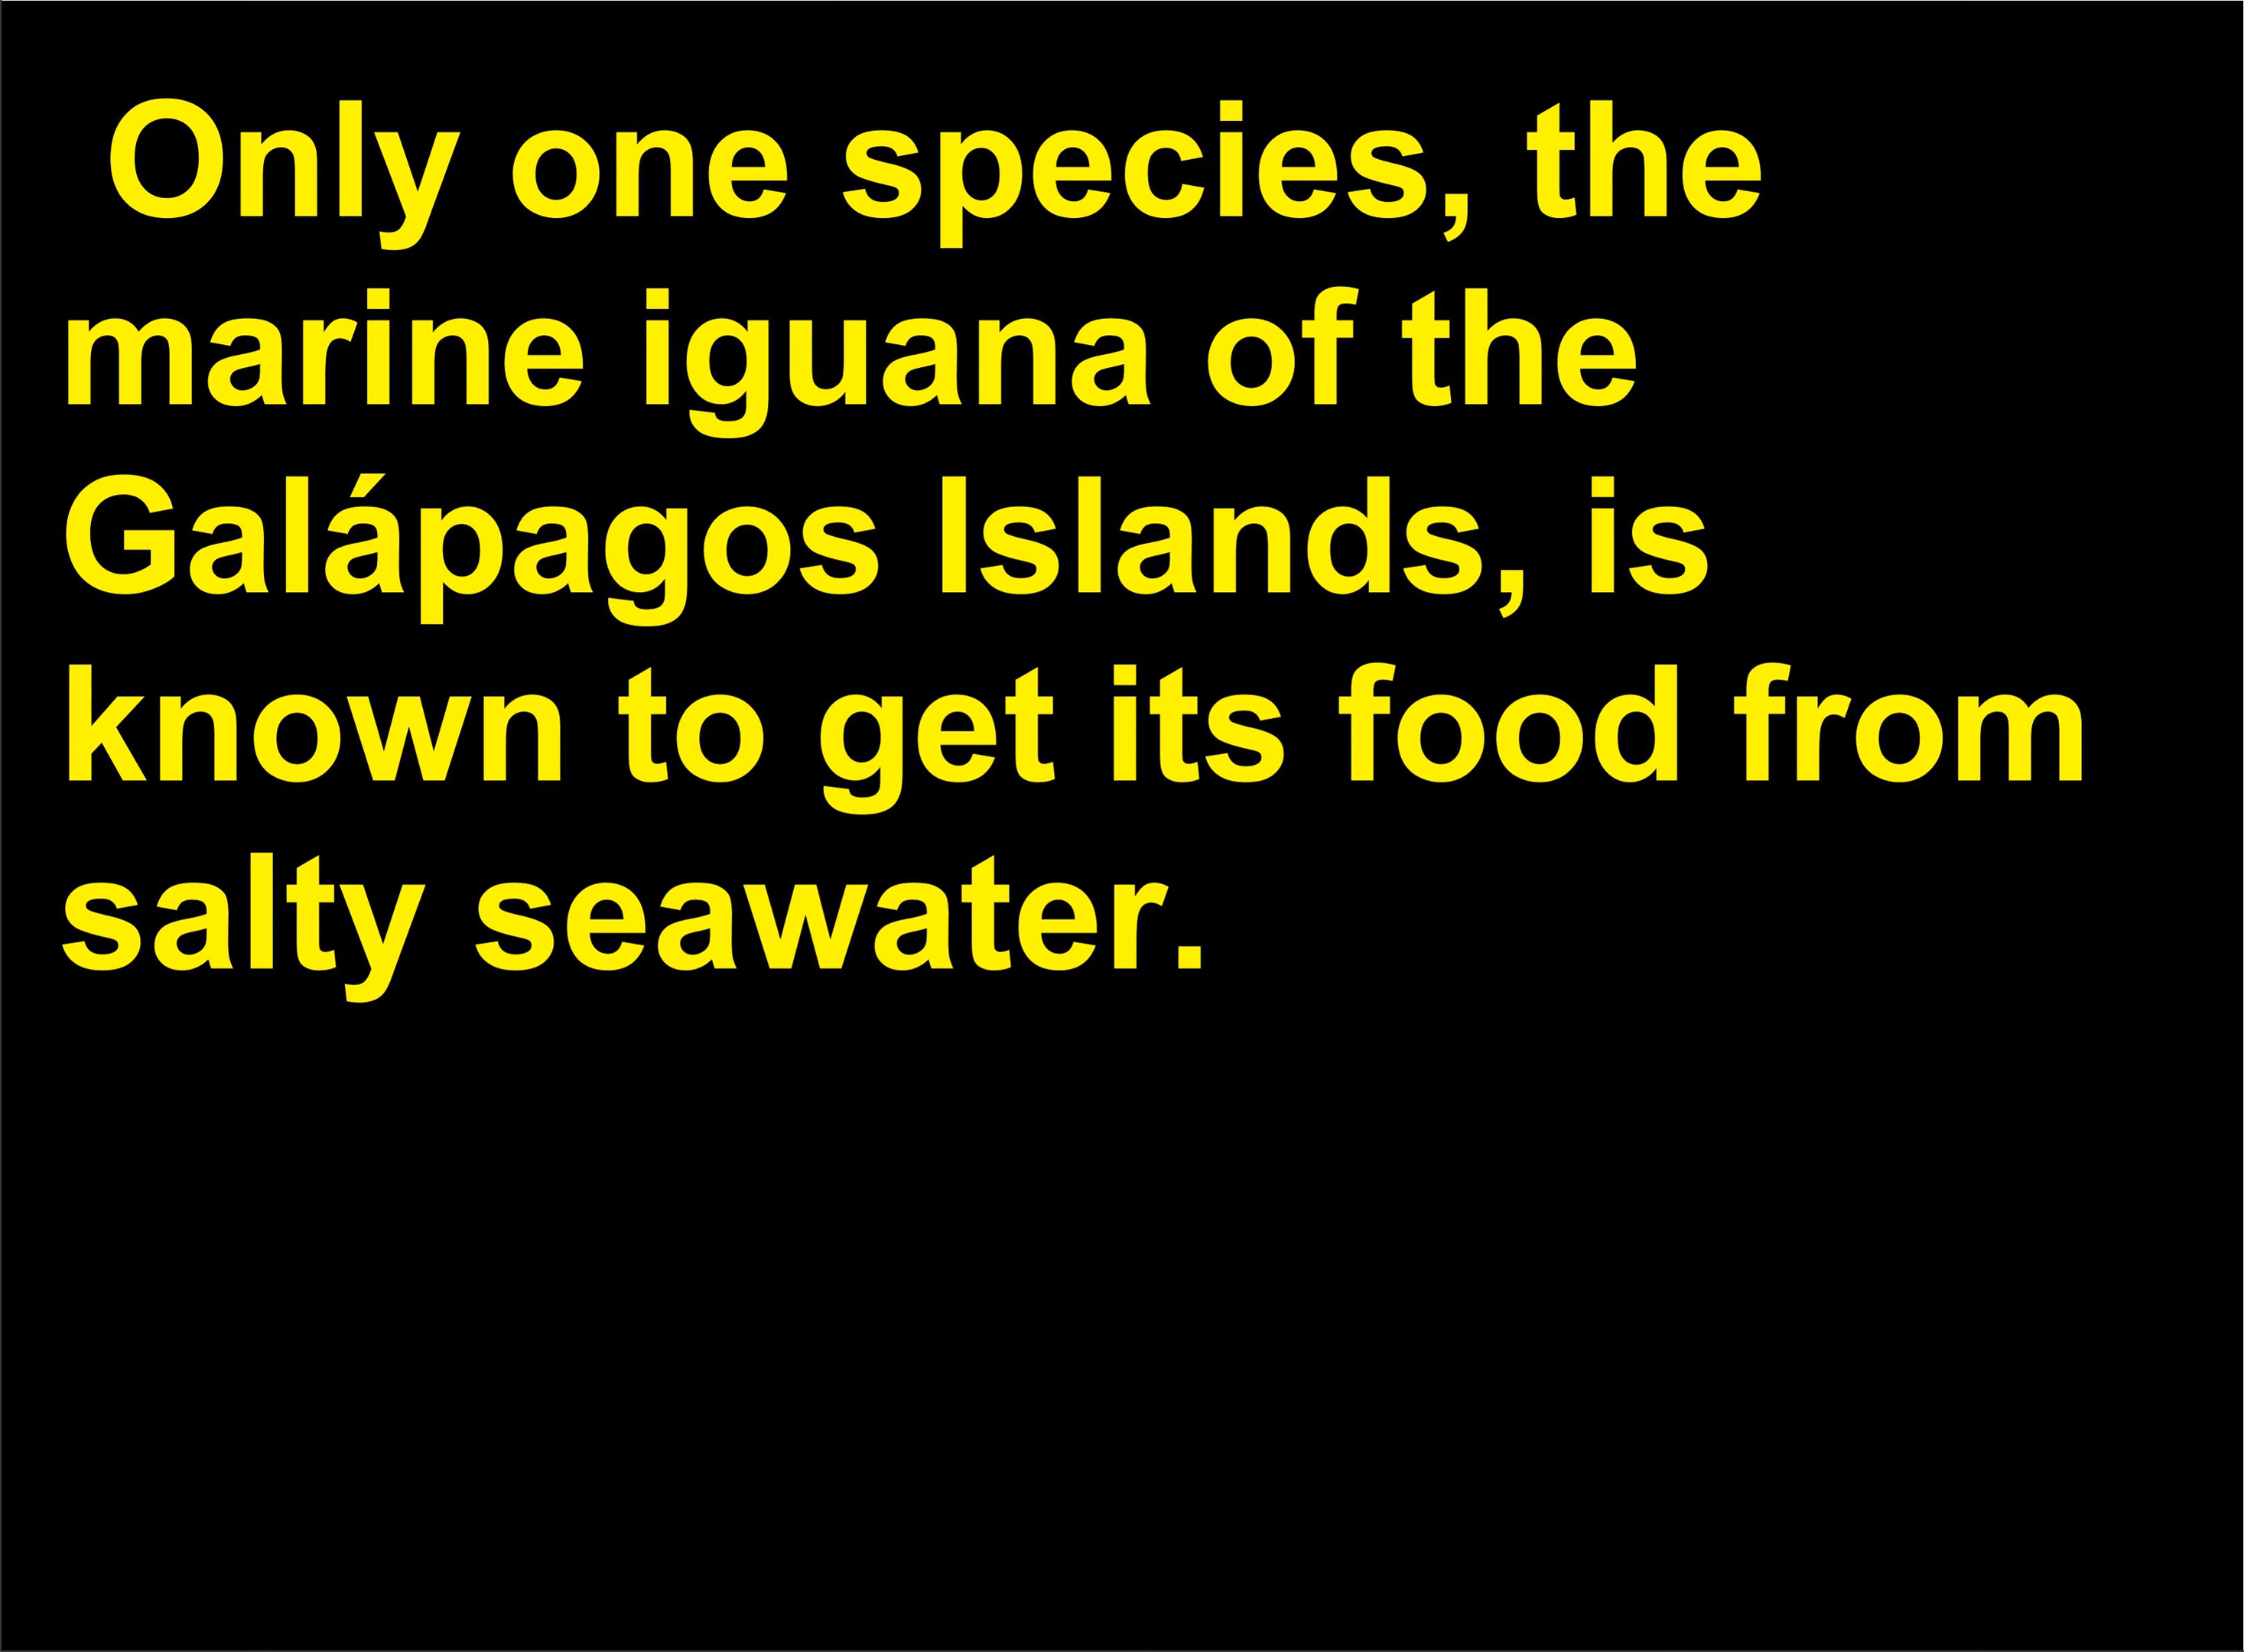 Only one species, the
marine iguana of the
Galápagos Islands, is
known to get its food from
salty seawater.